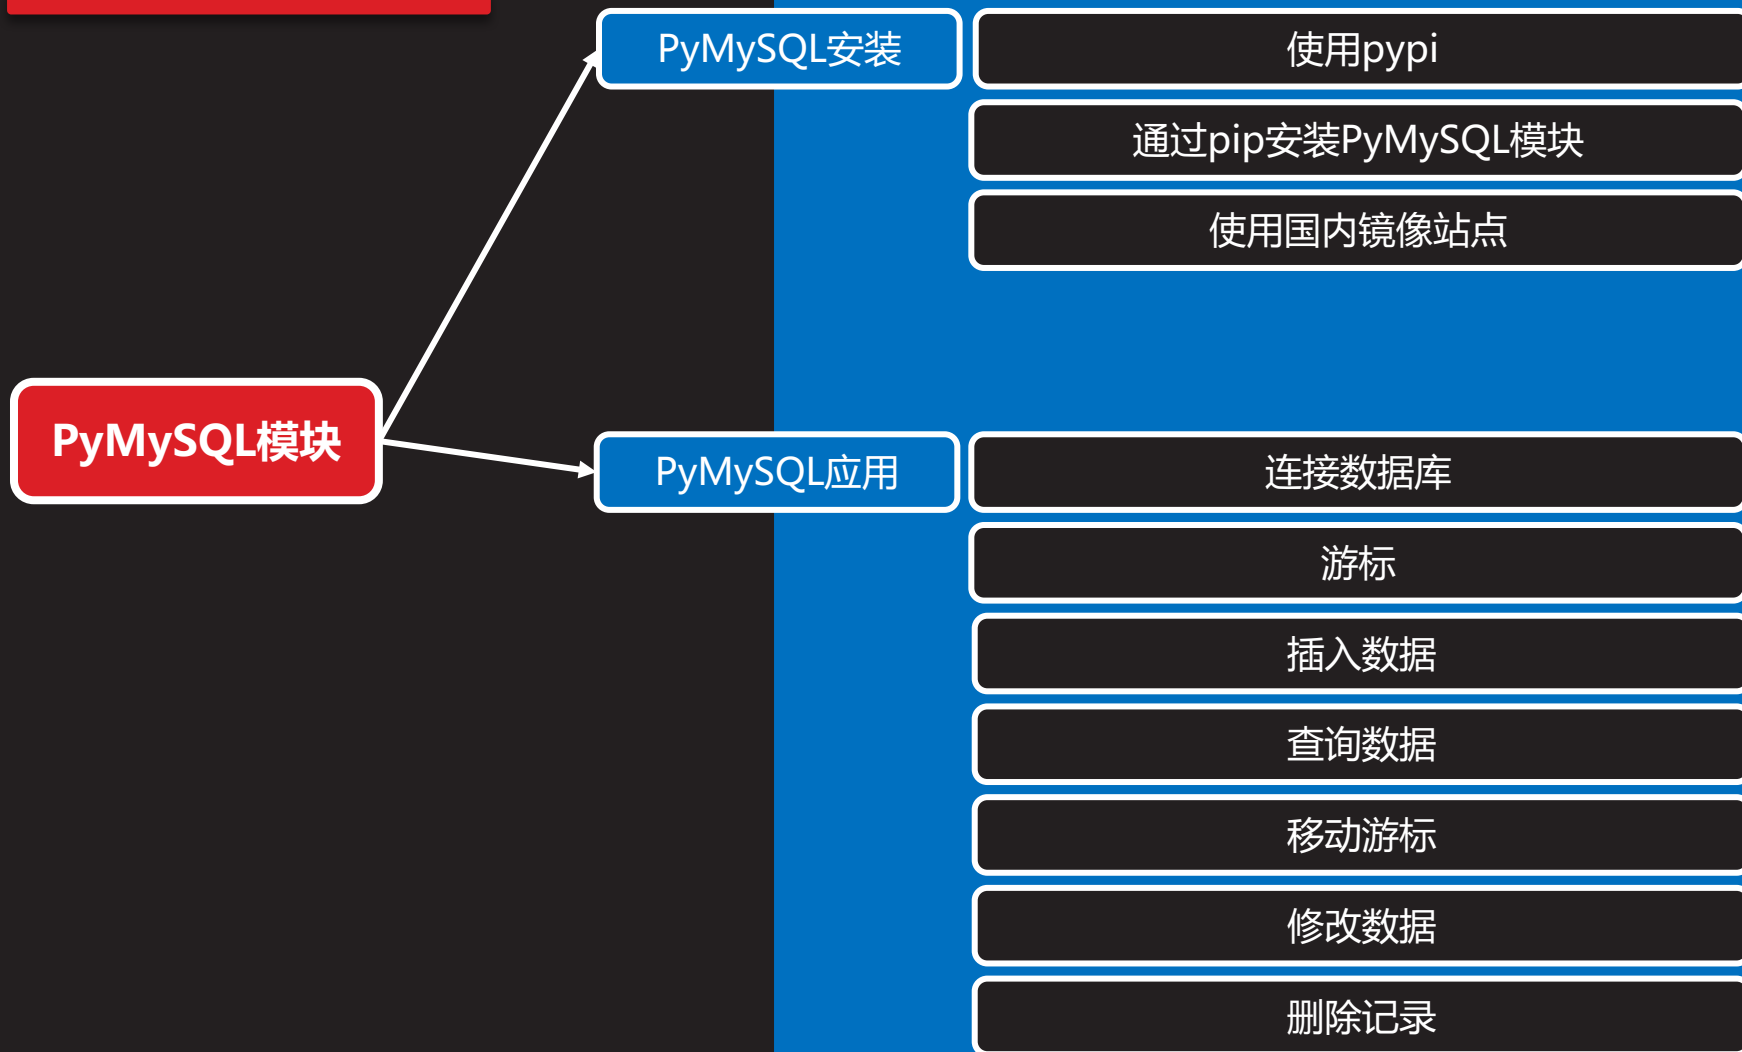 PyMySQL安装
使用pypi
通过pip安装PyMySQL模块
使用国内镜像站点
PyMySQL模块
PyMySQL应用
连接数据库
游标
插入数据
查询数据
移动游标
修改数据
删除记录